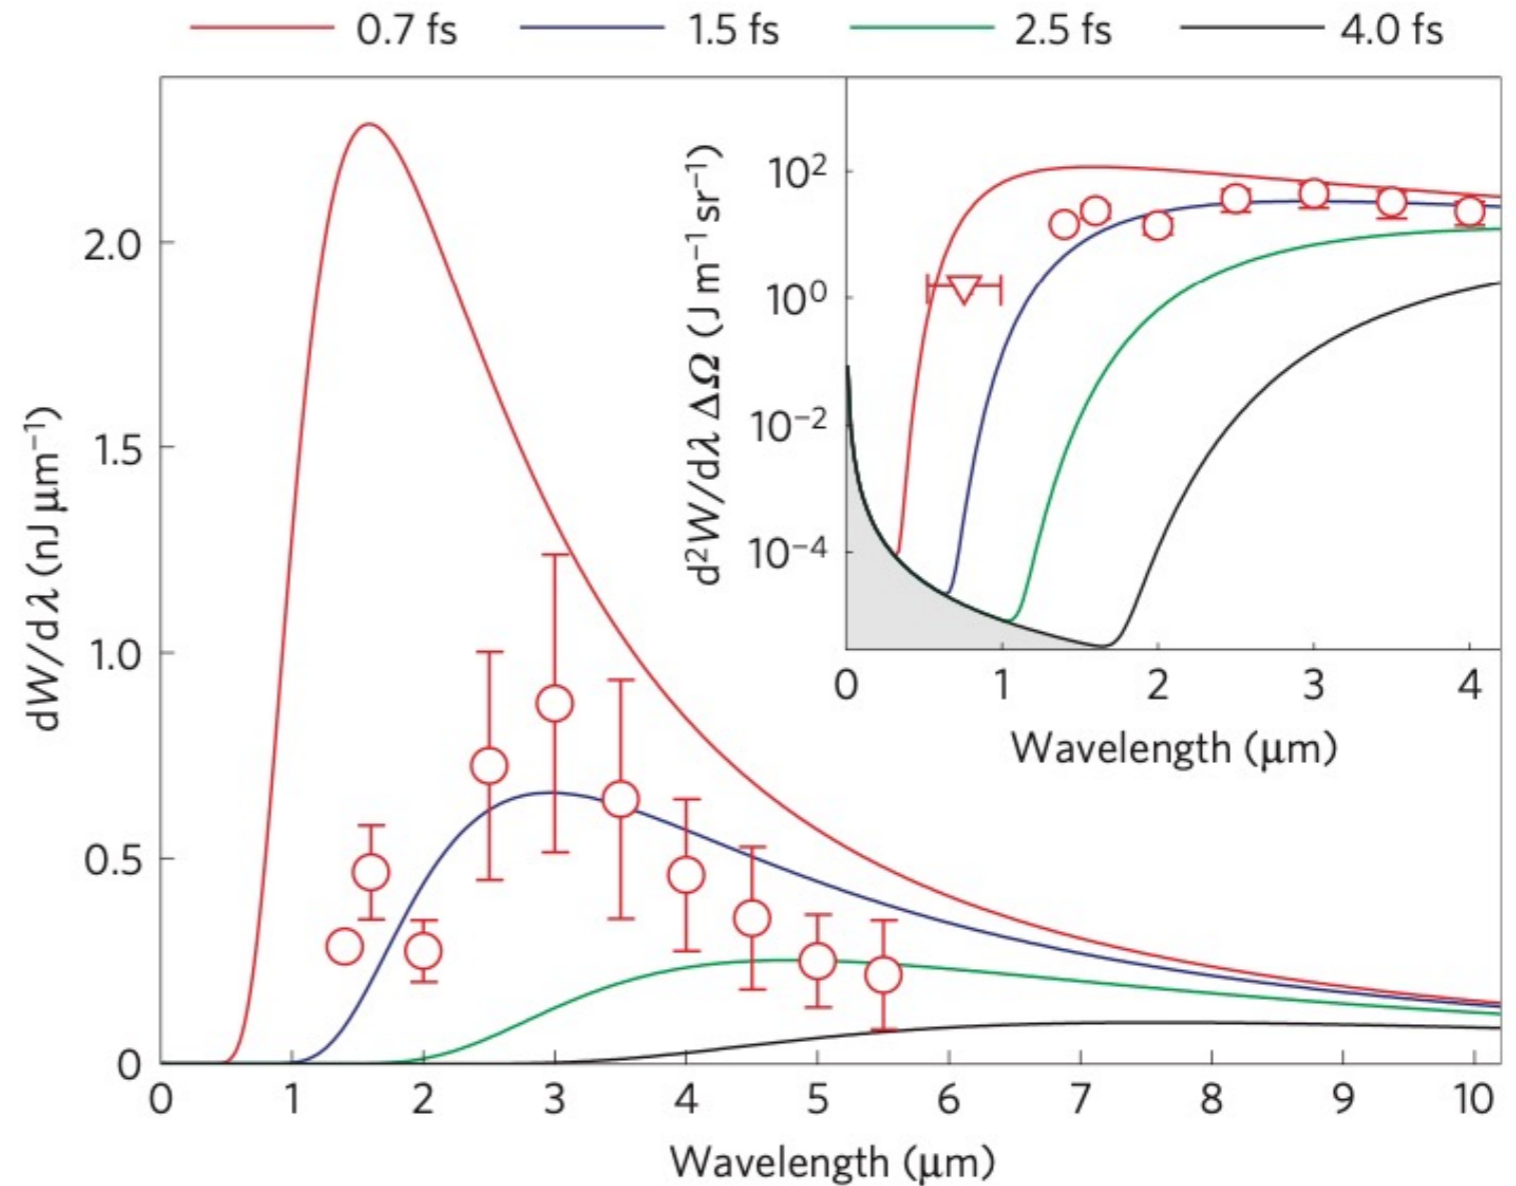 0.7 fs 1.5 fs 2.5 fs 4.0 fs
dW/dλ (nJ μm⁻¹)
2.0
1.5
1.0
0.5
0
0 1 2 3 4 5 6 7 8 9 10
Wavelength (μm)
d²W/dλ ΔΩ (J m⁻¹ sr⁻¹)
10²
10⁰
10⁻²
10⁻⁴
0 1 2 3 4
Wavelength (μm)